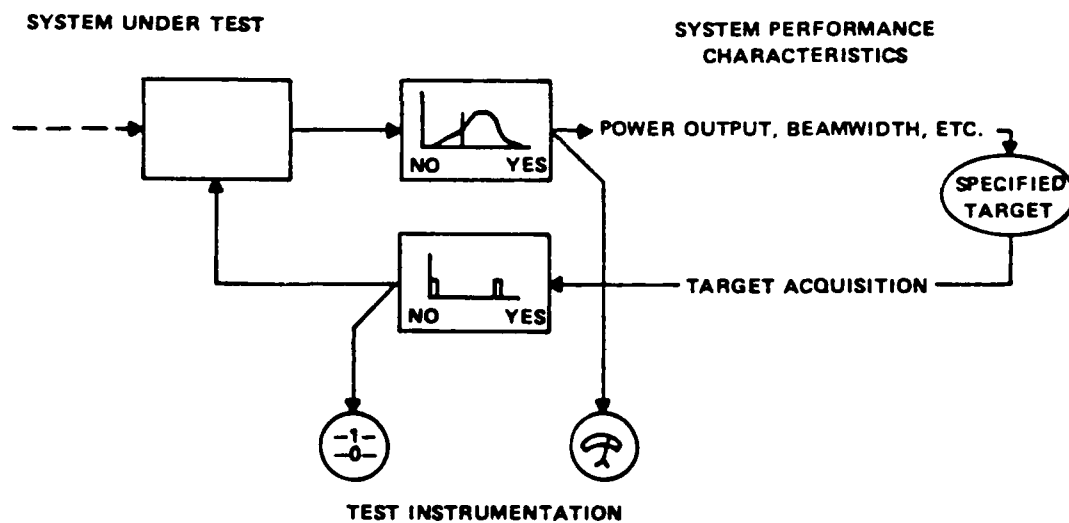 SYSTEM UNDER TEST
SYSTEM PERFORMANCE
CHARACTERISTICS
NO YES
POWER OUTPUT, BEAMWIDTH, ETC.
SPECIFIED
TARGET
NO YES
TARGET ACQUISITION
-1-
-0-
TEST INSTRUMENTATION